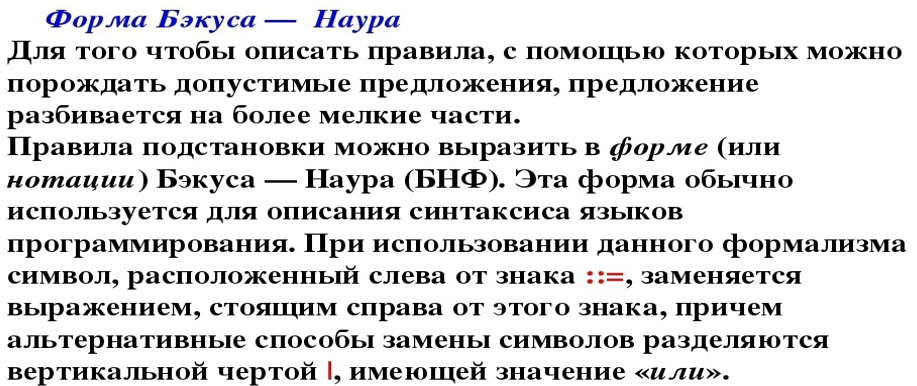 Форма Бэкуса — Наура
Для того чтобы описать правила, с помощью которых можно
порождать допустимые предложения, предложение
разбивается на более мелкие части.
Правила подстановки можно выразить в форме (или
нотации) Бэкуса — Наура (БНФ). Эта форма обычно
используется для описания синтаксиса языков
программирования. При использовании данного формализма
символ, расположенный слева от знака ::=, заменяется
выражением, стоящим справа от этого знака, причем
альтернативные способы замены символов разделяются
вертикальной чертой |, имеющей значение «или».